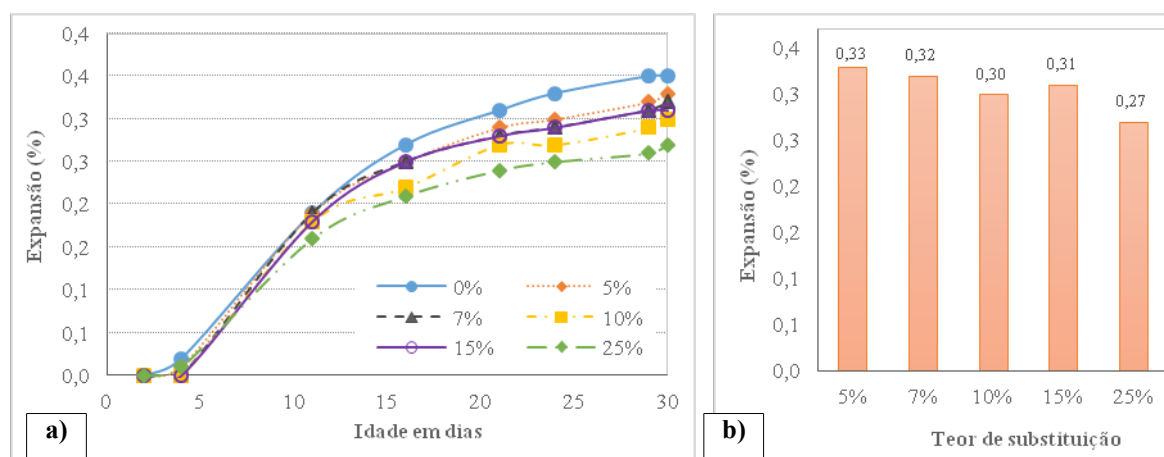 0,4
0,4
0,3
0,3
0,2
0,2
0,1
0,1
0,0
Expansão (%)
0 5 10 15 20 25 30
Idade em dias
0% 5%
7% 10%
15% 25%
a)
0,4
0,3
0,3
0,2
0,2
0,1
0,1
0,0
Expansão (%)
0,33 0,32 0,30 0,31 0,27
5% 7% 10% 15% 25%
Teor de substituição
b)